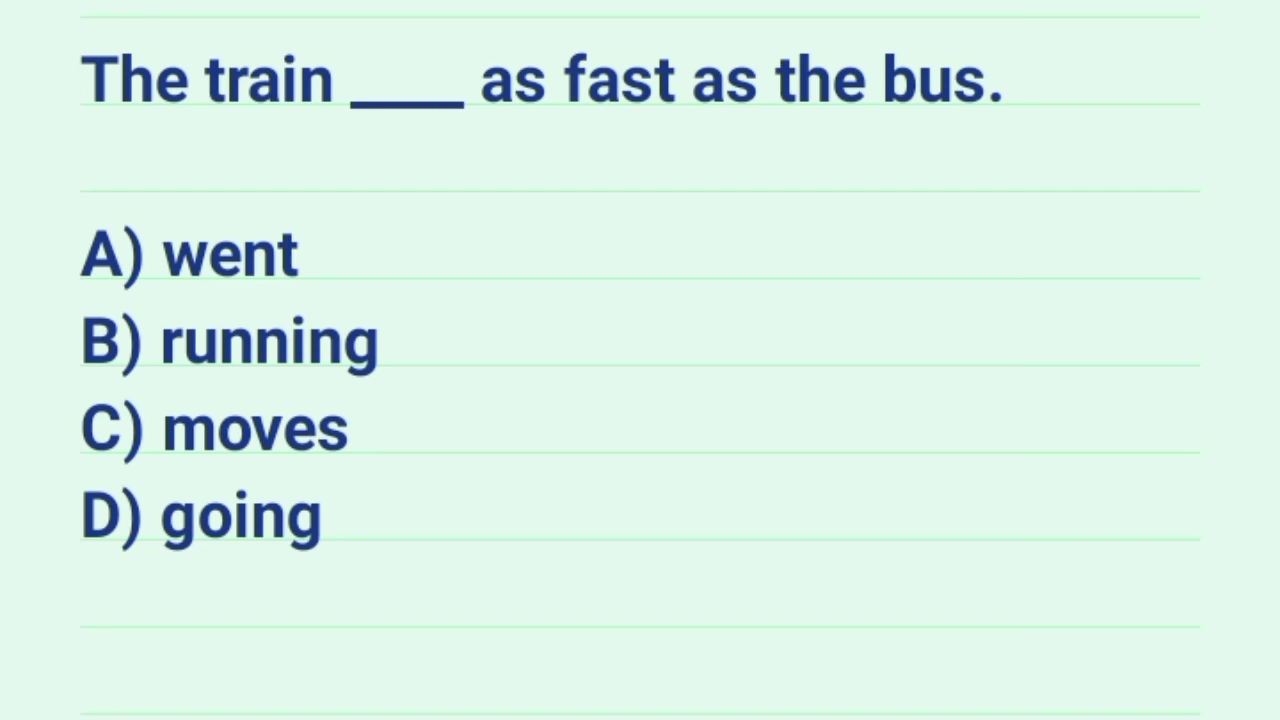 The train ____ as fast as the bus.
A) went
B) running
C) moves
D) going